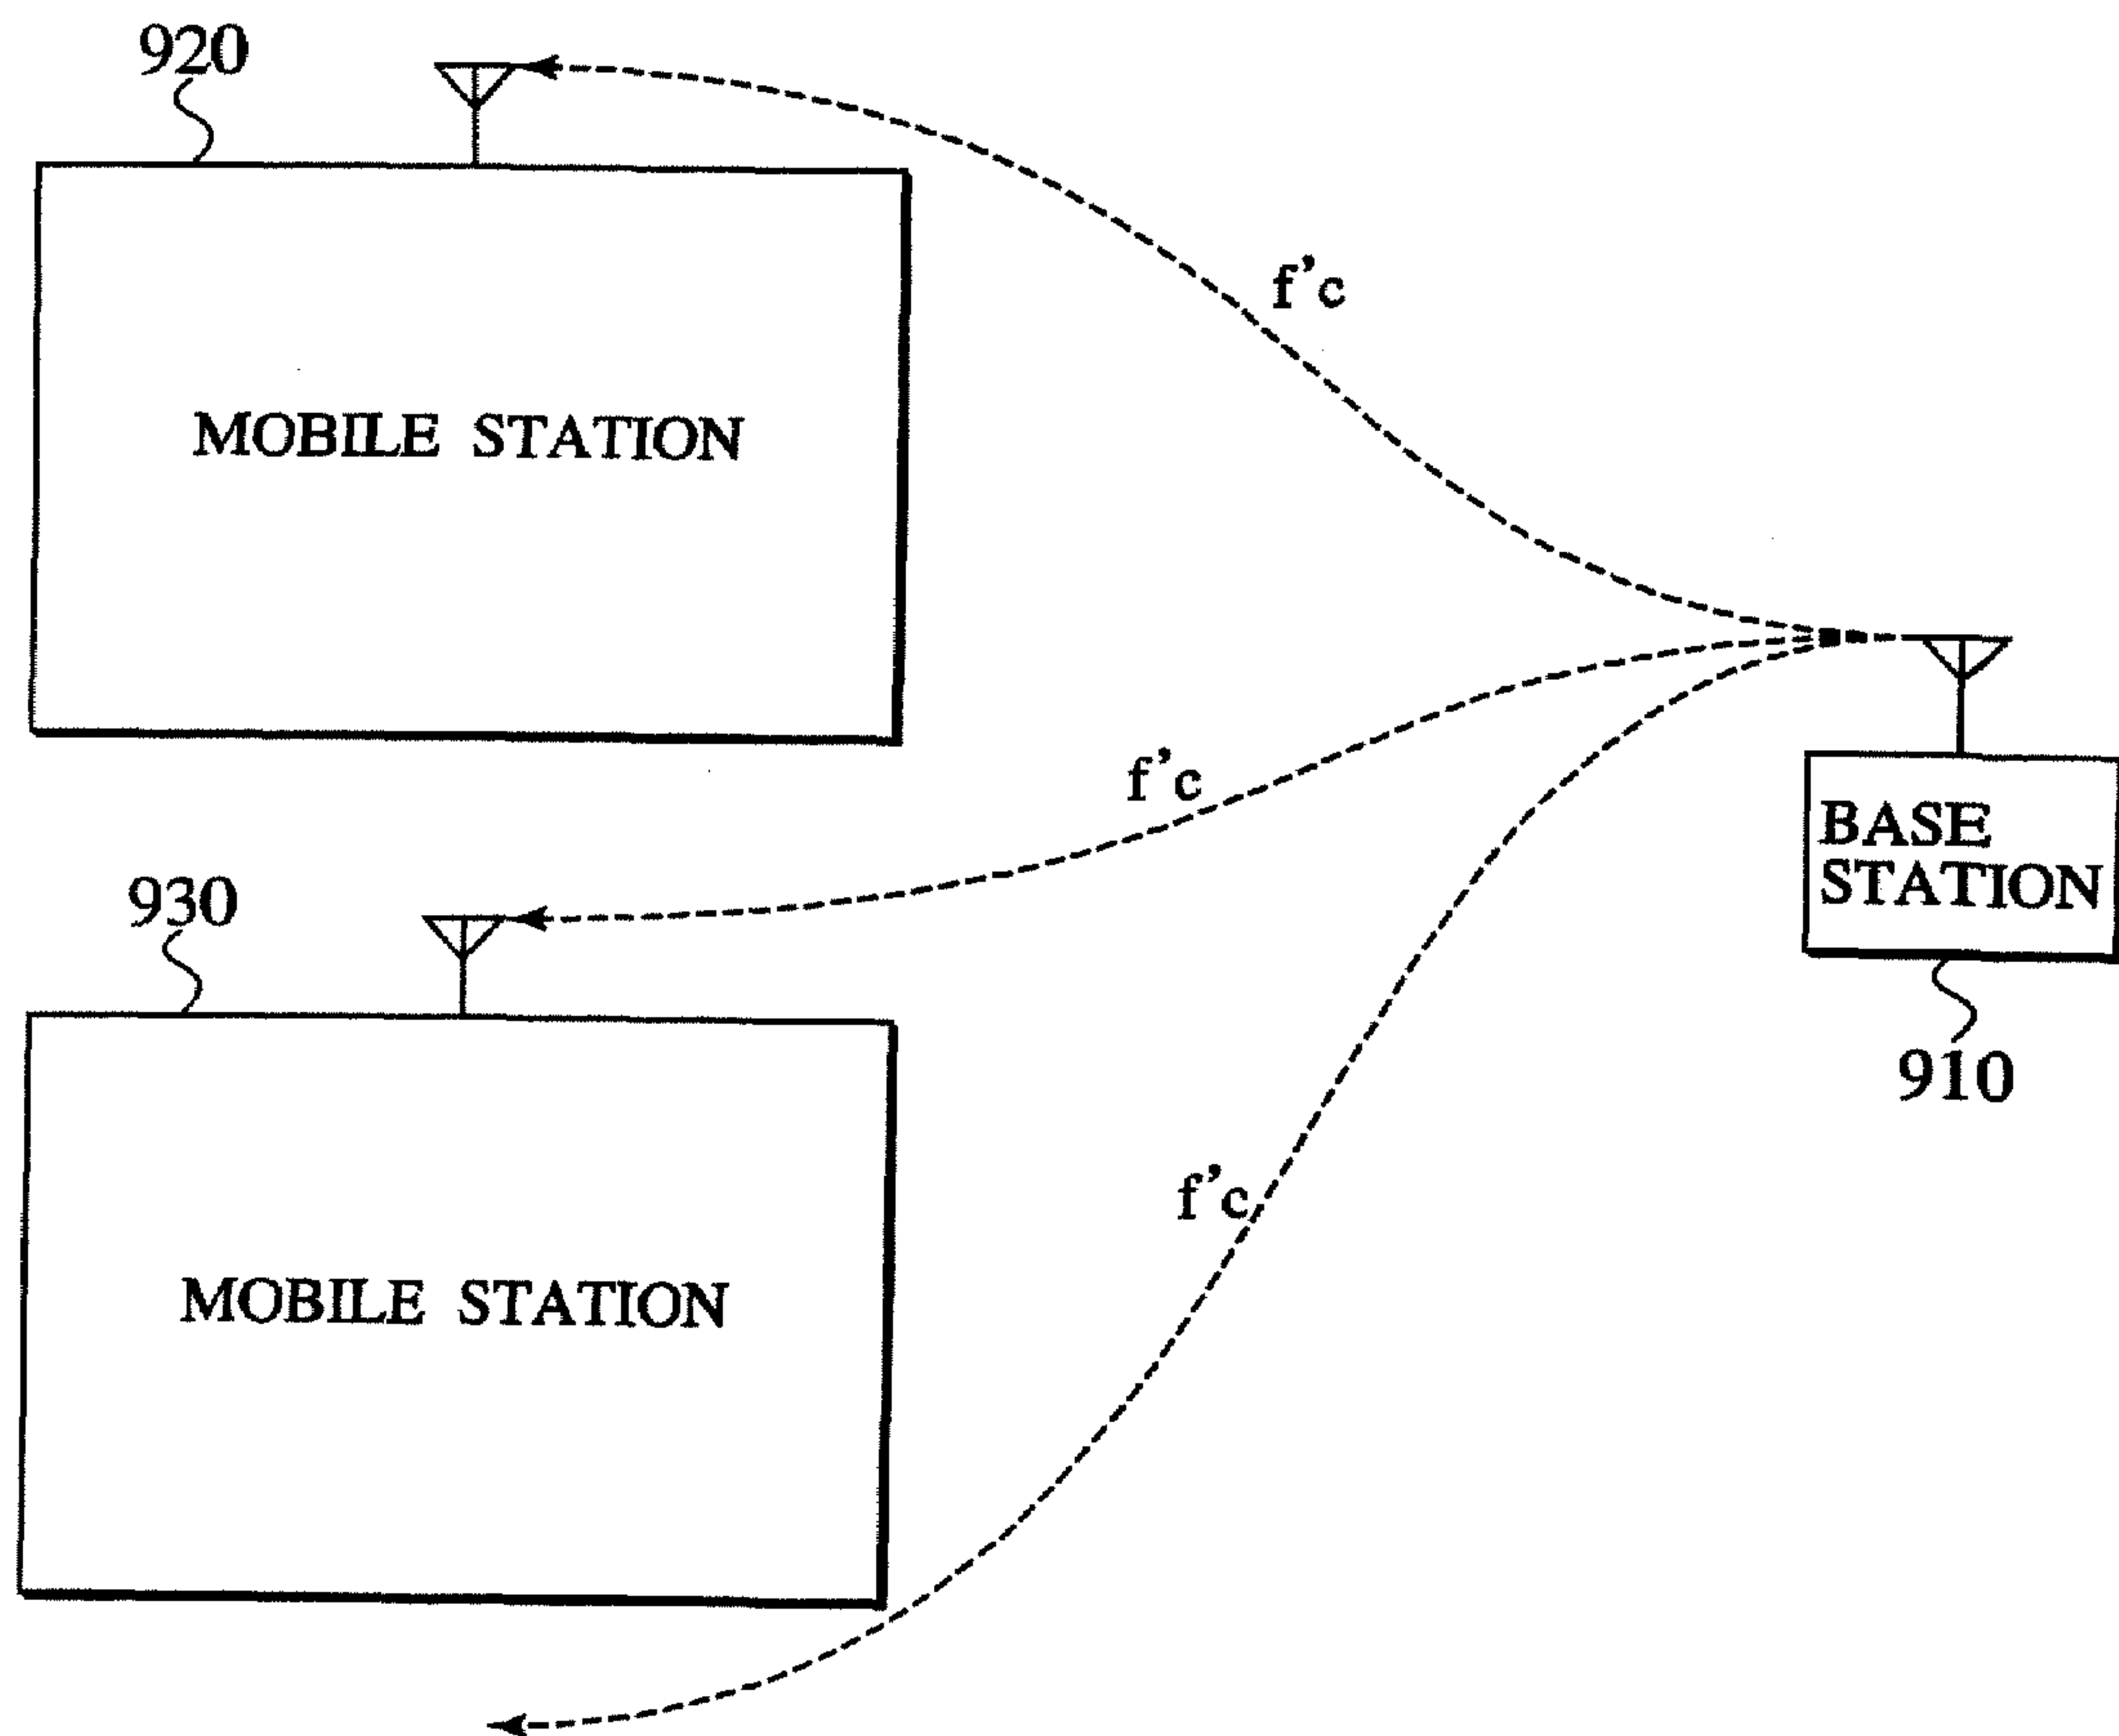 920
MOBILE STATION
f'c
f'c
BASE
STATION
930
910
f'c
MOBILE STATION